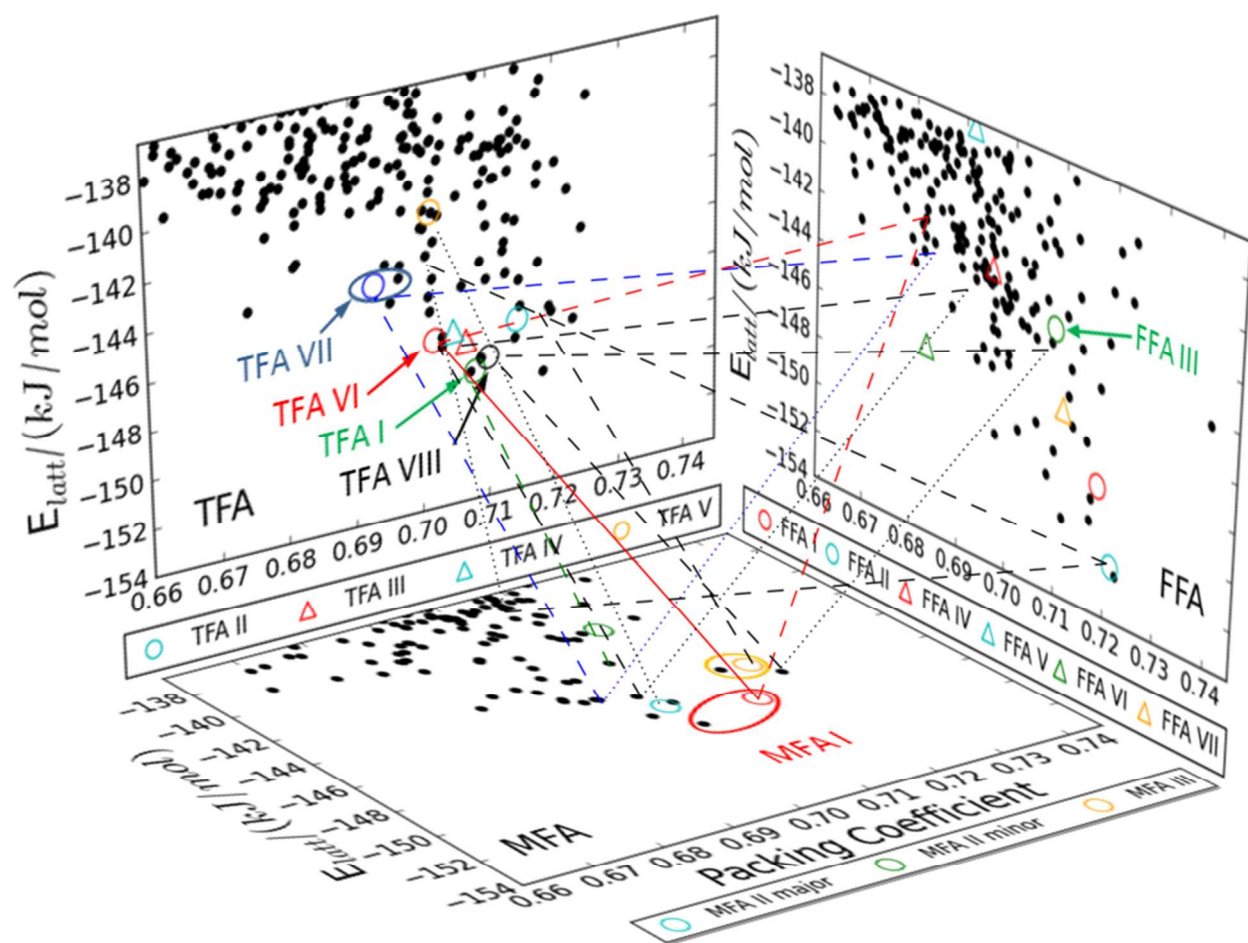 E_latt/(kJ/mol)
−138
−140
−142
−144
−146
−148
−150
−152
−154
0.66 0.67 0.68 0.69 0.70 0.71 0.72 0.73 0.74
TFA VII
TFA VI
TFA I
TFA VIII
TFA
TFA II
TFA III
TFA IV
TFA V
E_latt/(kJ/mol)
−138
−140
−142
−144
−146
−148
−150
−152
−154
0.66 0.67 0.68 0.69 0.70 0.71 0.72 0.73 0.74
FFA III
FFA
FFA I
FFA II
FFA IV
FFA V
FFA VI
FFA VII
E_latt/(kJ/mol)
−138
−140
−142
−144
−146
−148
−150
−152
−154
0.66 0.67 0.68 0.69 0.70 0.71 0.72 0.73 0.74
MFA I
MFA
Packing Coefficient
MFA II major
MFA II minor
MFA III